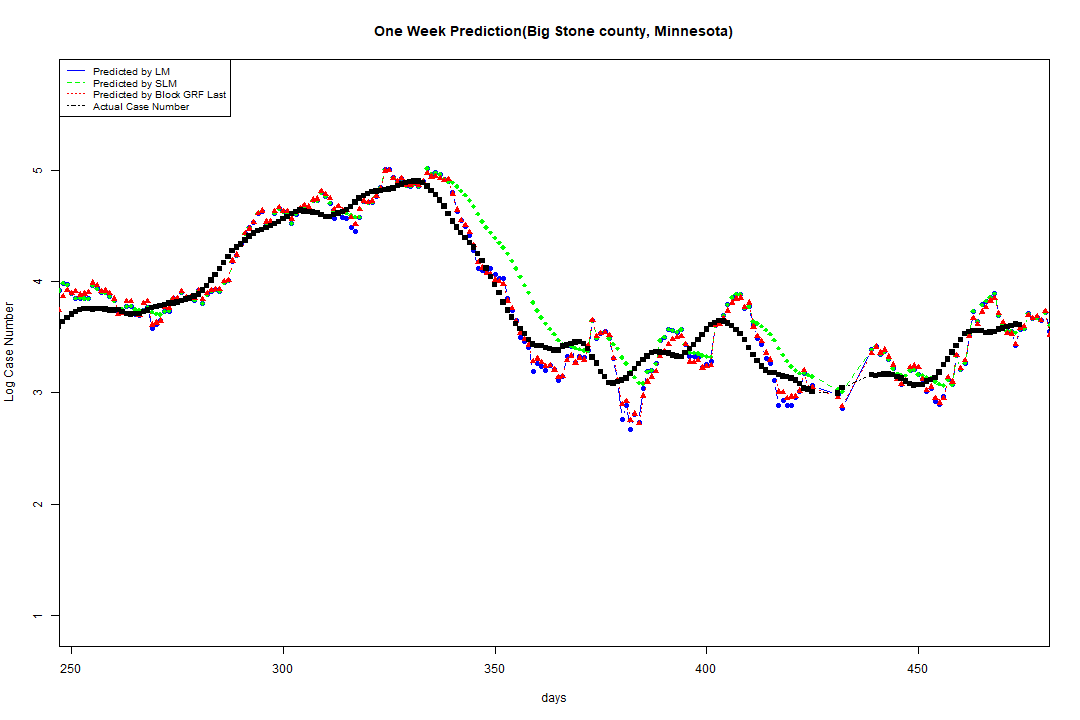 One Week Prediction(Big Stone county, Minnesota)
Predicted by LM
Predicted by SLM
Predicted by Block GRF Last
Actual Case Number
Log Case Number
5
4
3
2
1
250 300 350 400 450
days